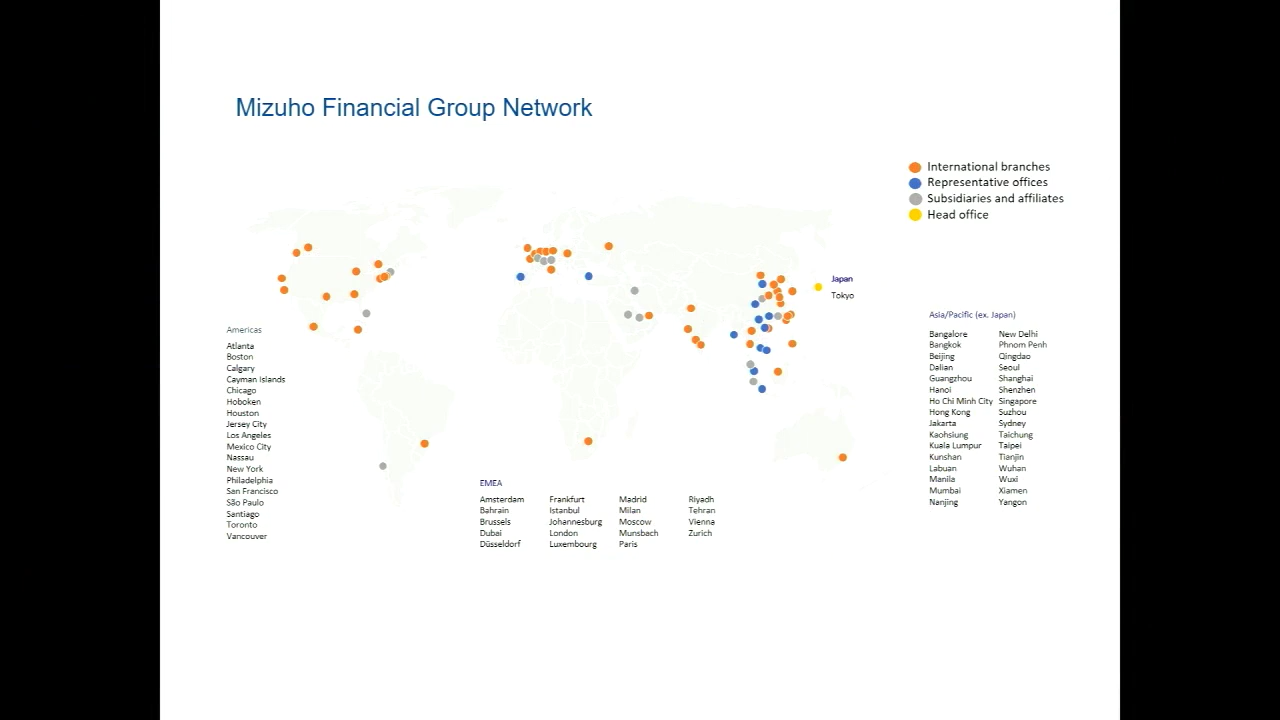 Mizuho Financial Group Network
International branches
Representative offices
Subsidiaries and affiliates
Head office
Japan
Tokyo
Americas
Atlanta
Boston
Calgary
Cayman Islands
Chicago
Hoboken
Houston
Jersey City
Los Angeles
Mexico City
Nassau
New York
Philadelphia
San Francisco
São Paulo
Santiago
Toronto
Vancouver
EMEA
Amsterdam Frankfurt Madrid Riyadh
Bahrain Istanbul Milan Tehran
Brussels Johannesburg Moscow Vienna
Dubai London Munsbach Zurich
Düsseldorf Luxembourg Paris
Asia/Pacific (ex. Japan)
Bangalore New Delhi
Bangkok Phnom Penh
Beijing Qingdao
Dalian Seoul
Guangzhou Shanghai
Hanoi Shenzhen
Ho Chi Minh City Singapore
Hong Kong Suzhou
Jakarta Sydney
Kaohsiung Taichung
Kuala Lumpur Taipei
Kunshan Tianjin
Labuan Wuhan
Manila Wuxi
Mumbai Xiamen
Nanjing Yangon